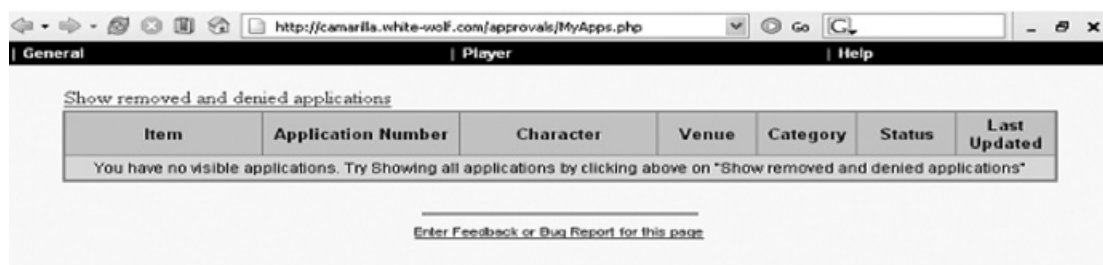 http://camarilla.white-wolf.com/approvals/MyApps.php Go G
| General | Player | Help
Show removed and denied applications
Item Application Number Character Venue Category Status Last Updated
You have no visible applications. Try Showing all applications by clicking above on "Show removed and denied applications"
Enter Feedback or Bug Report for this page